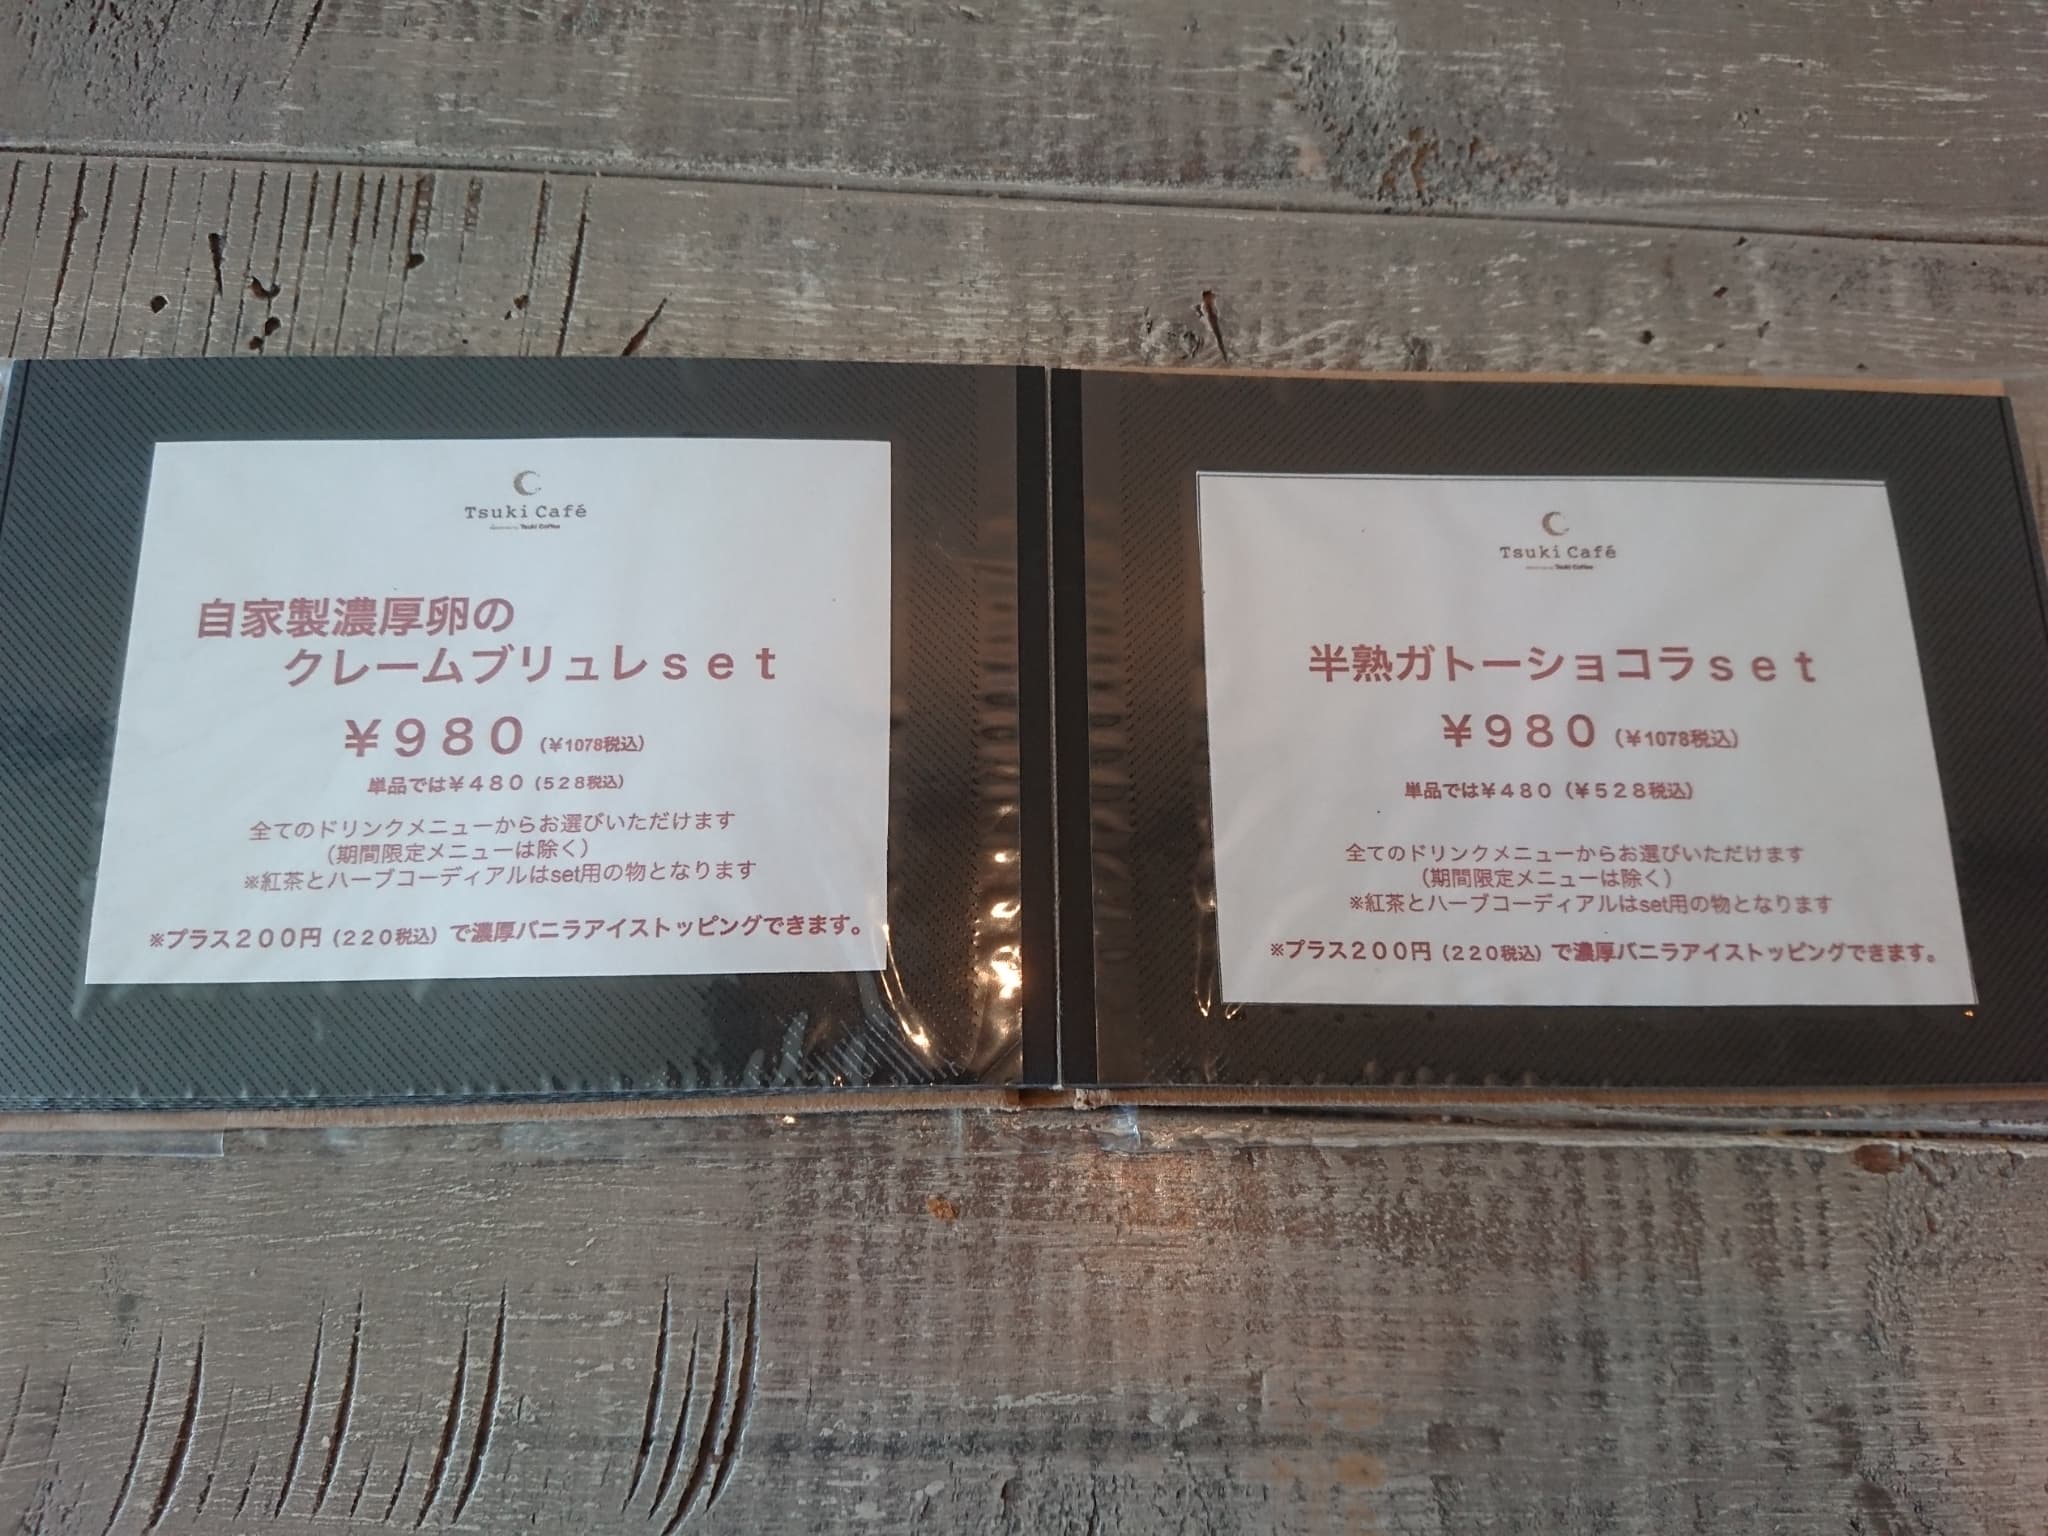 Tsuki Café
Tsuki Coffee
自家製濃厚卵の
クレームブリュレset
¥980（¥1078税込）
単品では¥480（528税込）
全てのドリンクメニューからお選びいただけます
（期間限定メニューは除く）
※紅茶とハーブコーディアルはset用の物となります
※プラス200円（220税込）で濃厚バニラアイストッピングできます。
Tsuki Café
Tsuki Coffee
半熟ガトーショコラset
¥980（¥1078税込）
単品では¥480（¥528税込）
全てのドリンクメニューからお選びいただけます
（期間限定メニューは除く）
※紅茶とハーブコーディアルはset用の物となります
※プラス200円（220税込）で濃厚バニラアイストッピングできます。